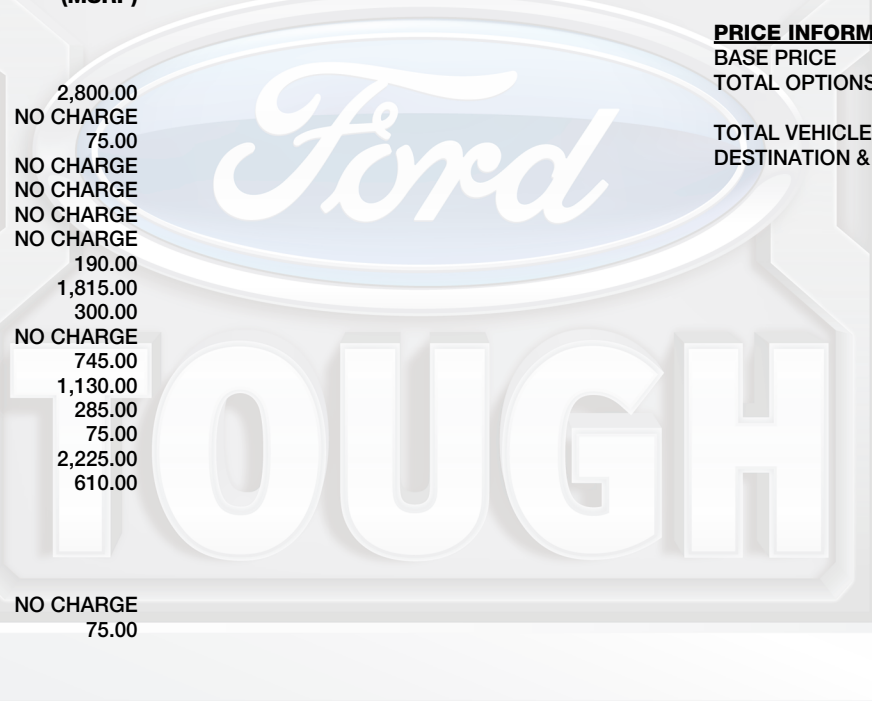 (MSRP)
2,800.00
NO CHARGE
75.00
NO CHARGE
NO CHARGE
NO CHARGE
NO CHARGE
190.00
1,815.00
300.00
NO CHARGE
745.00
1,130.00
285.00
75.00
2,225.00
610.00
NO CHARGE
75.00
PRICE INFORM
BASE PRICE
TOTAL OPTIONS
TOTAL VEHICLE
DESTINATION &
Ford
TOUGH